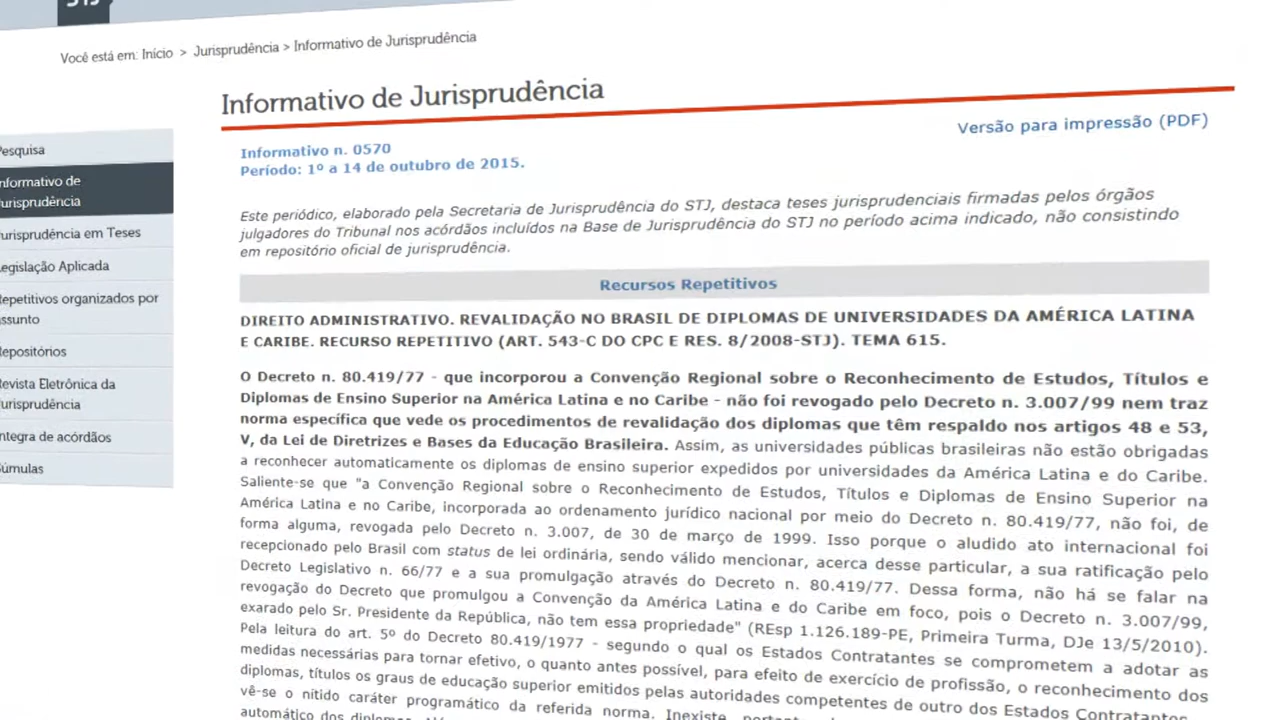 STJ
Você está em: Início > Jurisprudência > Informativo de Jurisprudência
Informativo de Jurisprudência
Versão para impressão (PDF)
Pesquisa
Informativo de
Jurisprudência
Jurisprudência em Teses
Legislação Aplicada
Repetitivos organizados por
assunto
Repositórios
Revista Eletrônica da
Jurisprudência
Íntegra de acórdãos
Súmulas
Informativo n. 0570
Período: 1º a 14 de outubro de 2015.
Este periódico, elaborado pela Secretaria de Jurisprudência do STJ, destaca teses jurisprudenciais firmadas pelos órgãos
julgadores do Tribunal nos acórdãos incluídos na Base de Jurisprudência do STJ no período acima indicado, não consistindo
em repositório oficial de jurisprudência.
Recursos Repetitivos
DIREITO ADMINISTRATIVO. REVALIDAÇÃO NO BRASIL DE DIPLOMAS DE UNIVERSIDADES DA AMÉRICA LATINA
E CARIBE. RECURSO REPETITIVO (ART. 543-C DO CPC E RES. 8/2008-STJ). TEMA 615.
O Decreto n. 80.419/77 - que incorporou a Convenção Regional sobre o Reconhecimento de Estudos, Títulos e
Diplomas de Ensino Superior na América Latina e no Caribe - não foi revogado pelo Decreto n. 3.007/99 nem traz
norma específica que vede os procedimentos de revalidação dos diplomas que têm respaldo nos artigos 48 e 53,
V, da Lei de Diretrizes e Bases da Educação Brasileira. Assim, as universidades públicas brasileiras não estão obrigadas
a reconhecer automaticamente os diplomas de ensino superior expedidos por universidades da América Latina e do Caribe.
Saliente-se que "a Convenção Regional sobre o Reconhecimento de Estudos, Títulos e Diplomas de Ensino Superior na
América Latina e no Caribe, incorporada ao ordenamento jurídico nacional por meio do Decreto n. 80.419/77, não foi, de
forma alguma, revogada pelo Decreto n. 3.007, de 30 de março de 1999. Isso porque o aludido ato internacional foi
recepcionado pelo Brasil com status de lei ordinária, sendo válido mencionar, acerca desse particular, a sua ratificação pelo
Decreto Legislativo n. 66/77 e a sua promulgação através do Decreto n. 80.419/77. Dessa forma, não há se falar na
revogação do Decreto que promulgou a Convenção da América Latina e do Caribe em foco, pois o Decreto n. 3.007/99,
exarado pelo Sr. Presidente da República, não tem essa propriedade" (REsp 1.126.189-PE, Primeira Turma, DJe 13/5/2010).
Pela leitura do art. 5º do Decreto 80.419/1977 - segundo o qual os Estados Contratantes se comprometem a adotar as
medidas necessárias para tornar efetivo, o quanto antes possível, para efeito de exercício de profissão, o reconhecimento dos
diplomas, títulos os graus de educação superior emitidos pelas autoridades competentes de outro dos Estados Contratantes
vê-se o nítido caráter programático da referida norma. Inexiste,
automático dos